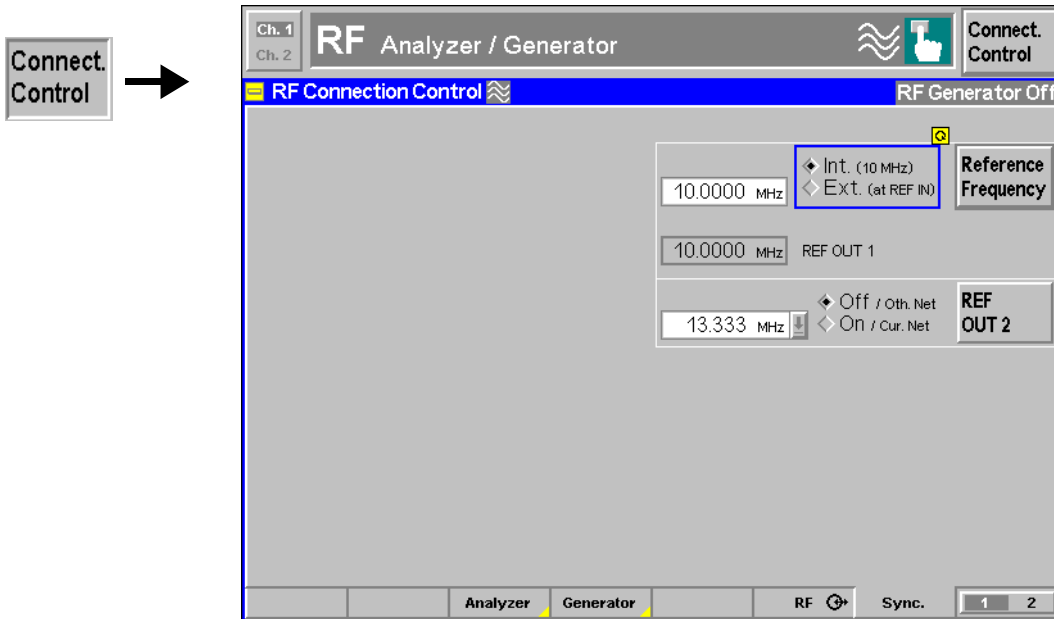 Connect.
Control
Ch. 1
Ch. 2
RF Analyzer / Generator
Connect.
Control
RF Connection Control
RF Generator Off
10.0000 MHz
Int. (10 MHz)
Ext. (at REF IN)
Reference
Frequency
10.0000 MHz REF OUT 1
13.333 MHz
Off / Oth. Net
On / Cur. Net
REF
OUT 2
Analyzer Generator RF Sync. 1 2